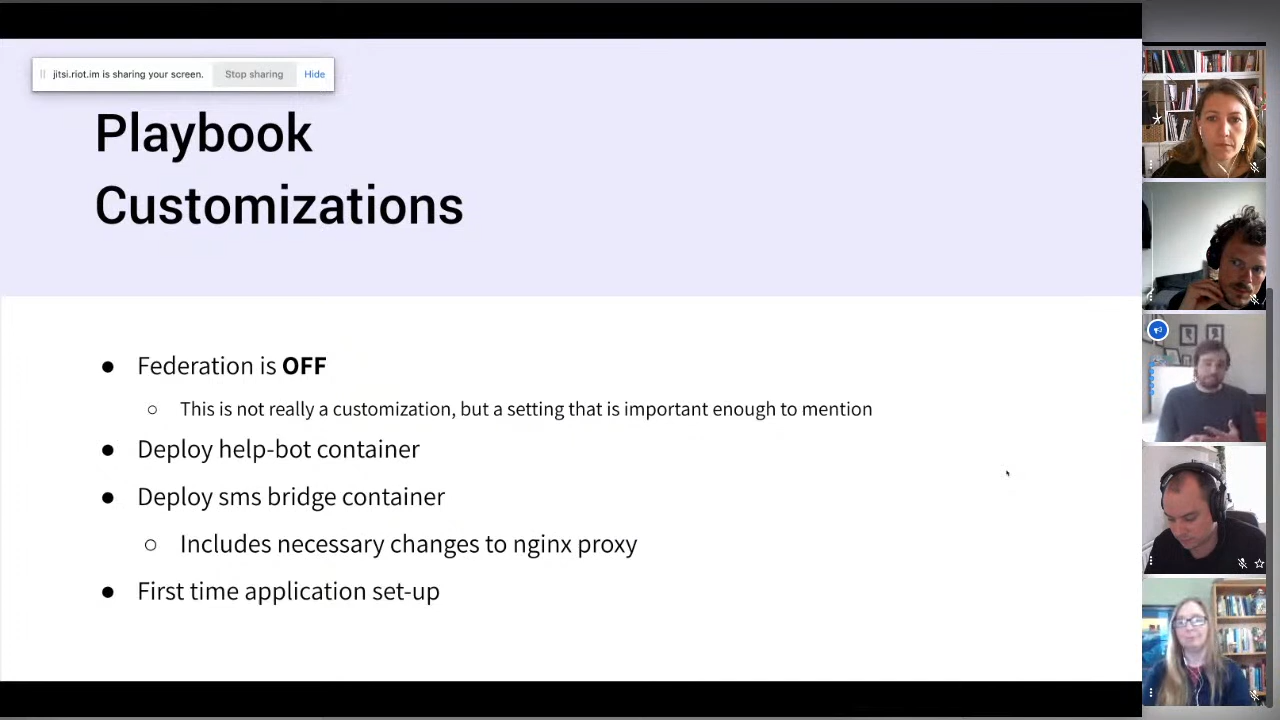 jitsi.riot.im is sharing your screen. Stop sharing Hide
Playbook
Customizations
● Federation is OFF
○ This is not really a customization, but a setting that is important enough to mention
● Deploy help-bot container
● Deploy sms bridge container
○ Includes necessary changes to nginx proxy
● First time application set-up